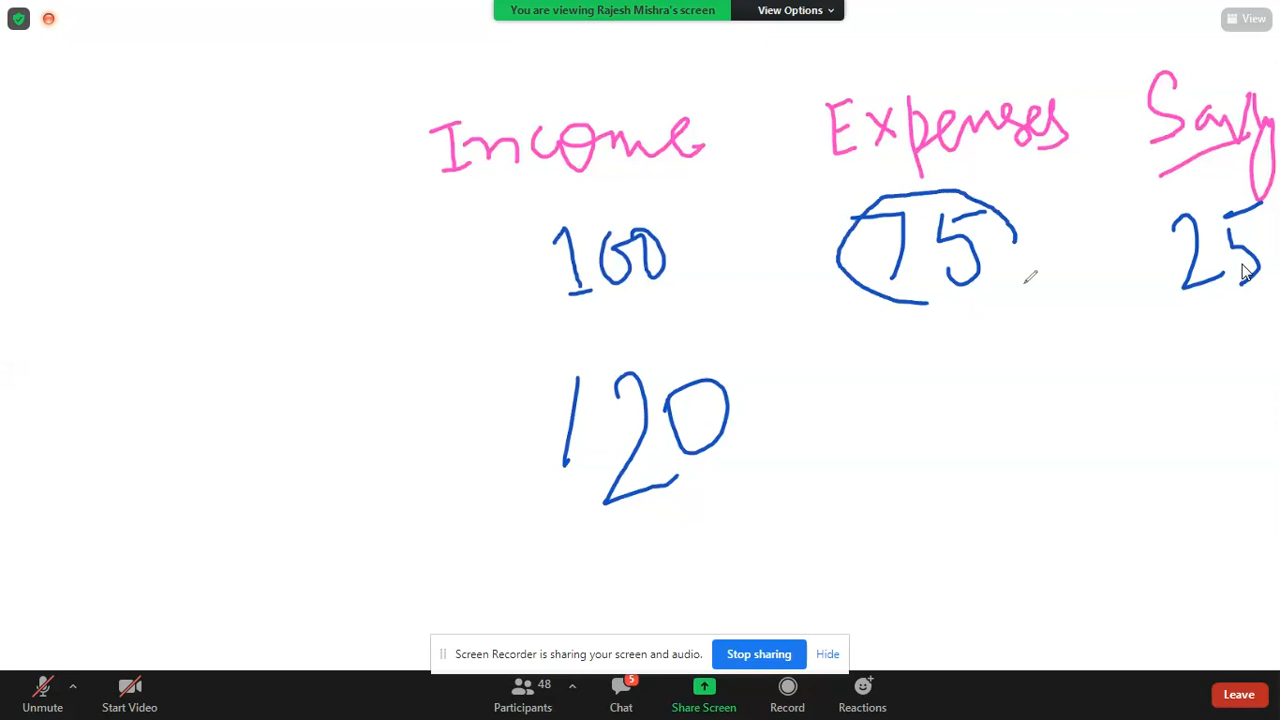 You are viewing Rajesh Mishra's screen View Options
View
Income Expenses
100 75 25
120
Screen Recorder is sharing your screen and audio. Stop sharing Hide
48 5
Unmute Start Video Participants Chat Share Screen Record Reactions Leave